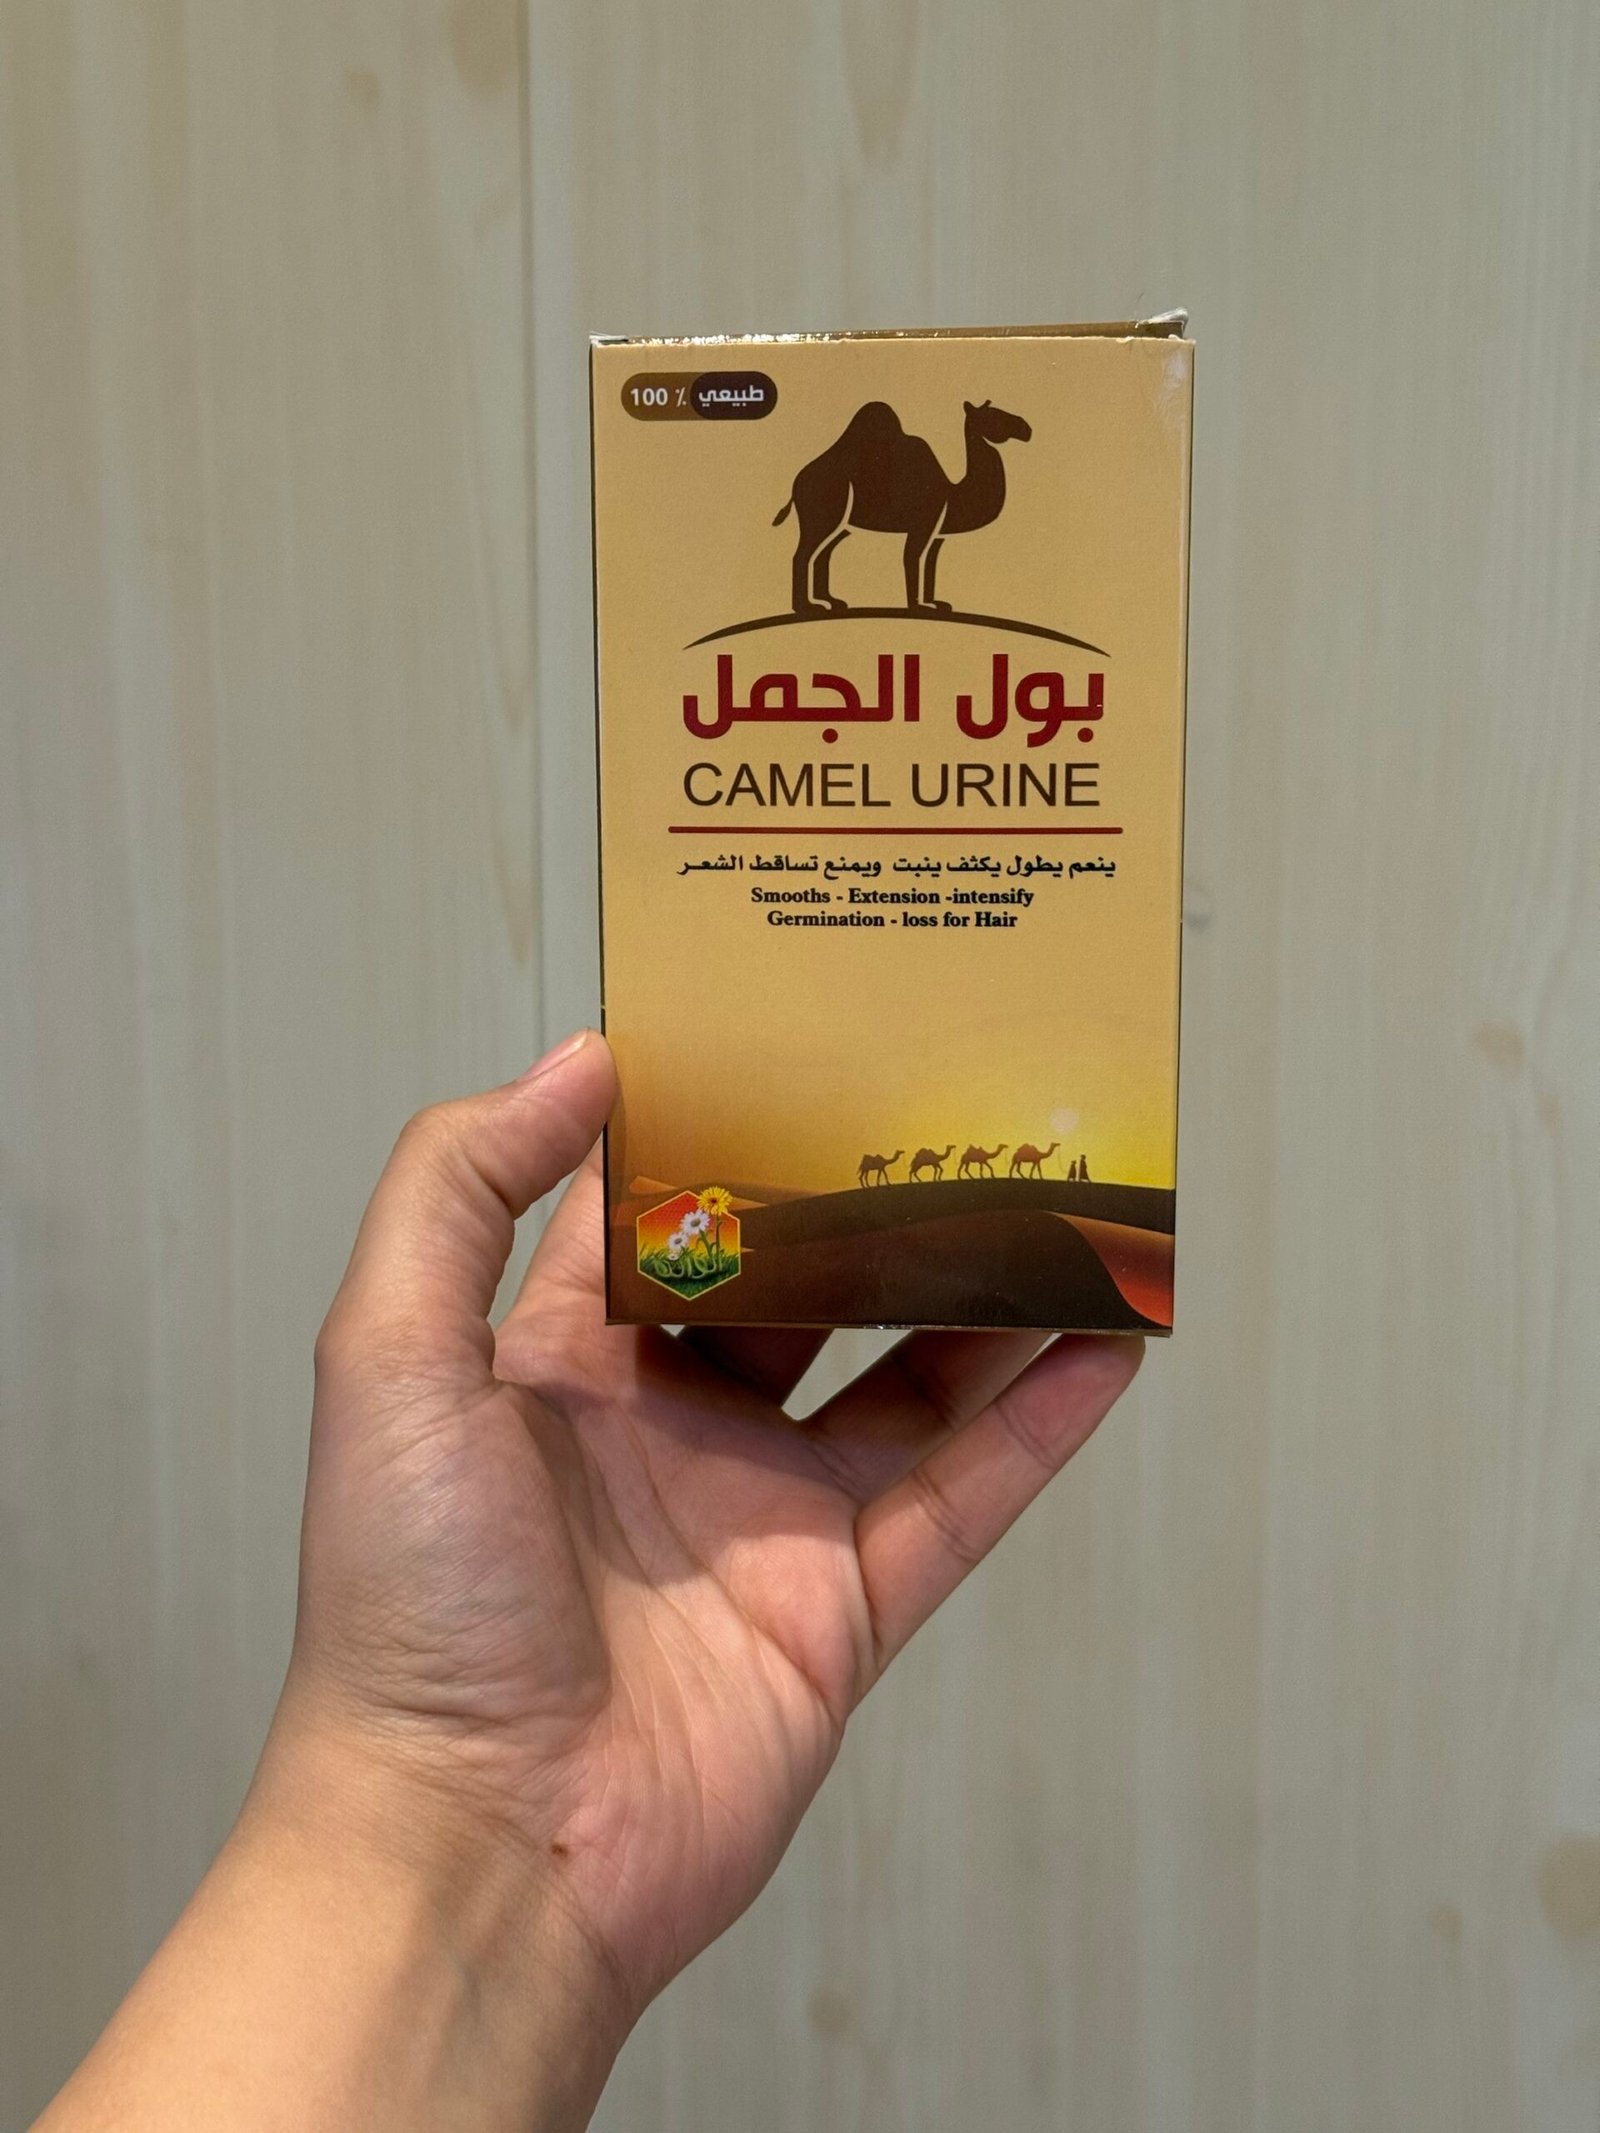 100 ٪ طبيعي
بول الجمل
CAMEL URINE
ينعم يطول يكثف ينبت ويمنع تساقط الشعر
Smooths - Extension -intensify
Germination - loss for Hair